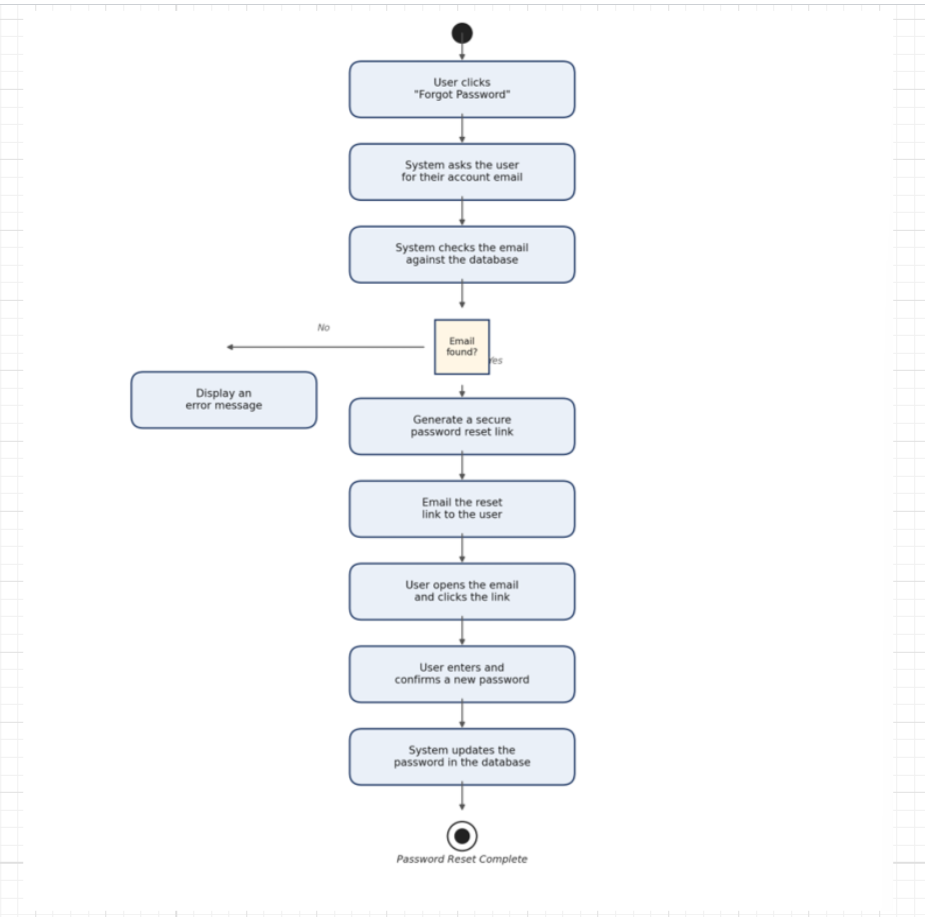 User clicks
"Forgot Password"
System asks the user
for their account email
System checks the email
against the database
No
Email
found?
Yes
Display an
error message
Generate a secure
password reset link
Email the reset
link to the user
User opens the email
and clicks the link
User enters and
confirms a new password
System updates the
password in the database
Password Reset Complete